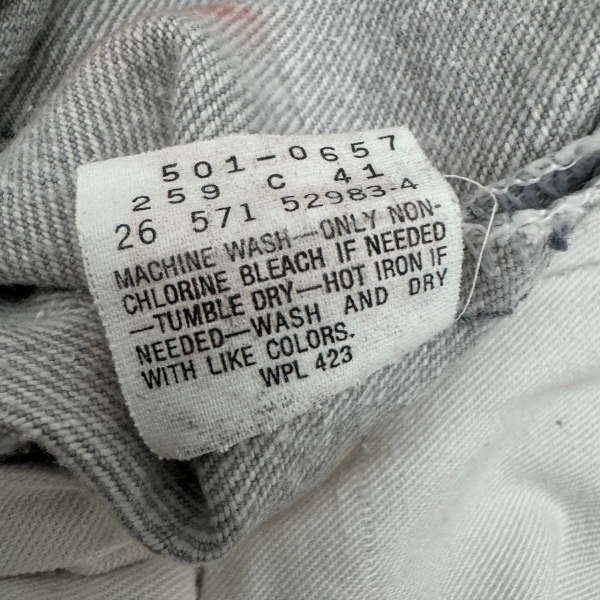 501-0657
259 C 41
26 571 52983-A
MACHINE WASH—ONLY NON-
CHLORINE BLEACH IF NEEDED
—TUMBLE DRY—HOT IRON IF
NEEDED—WASH AND DRY
WITH LIKE COLORS.
WPL 423